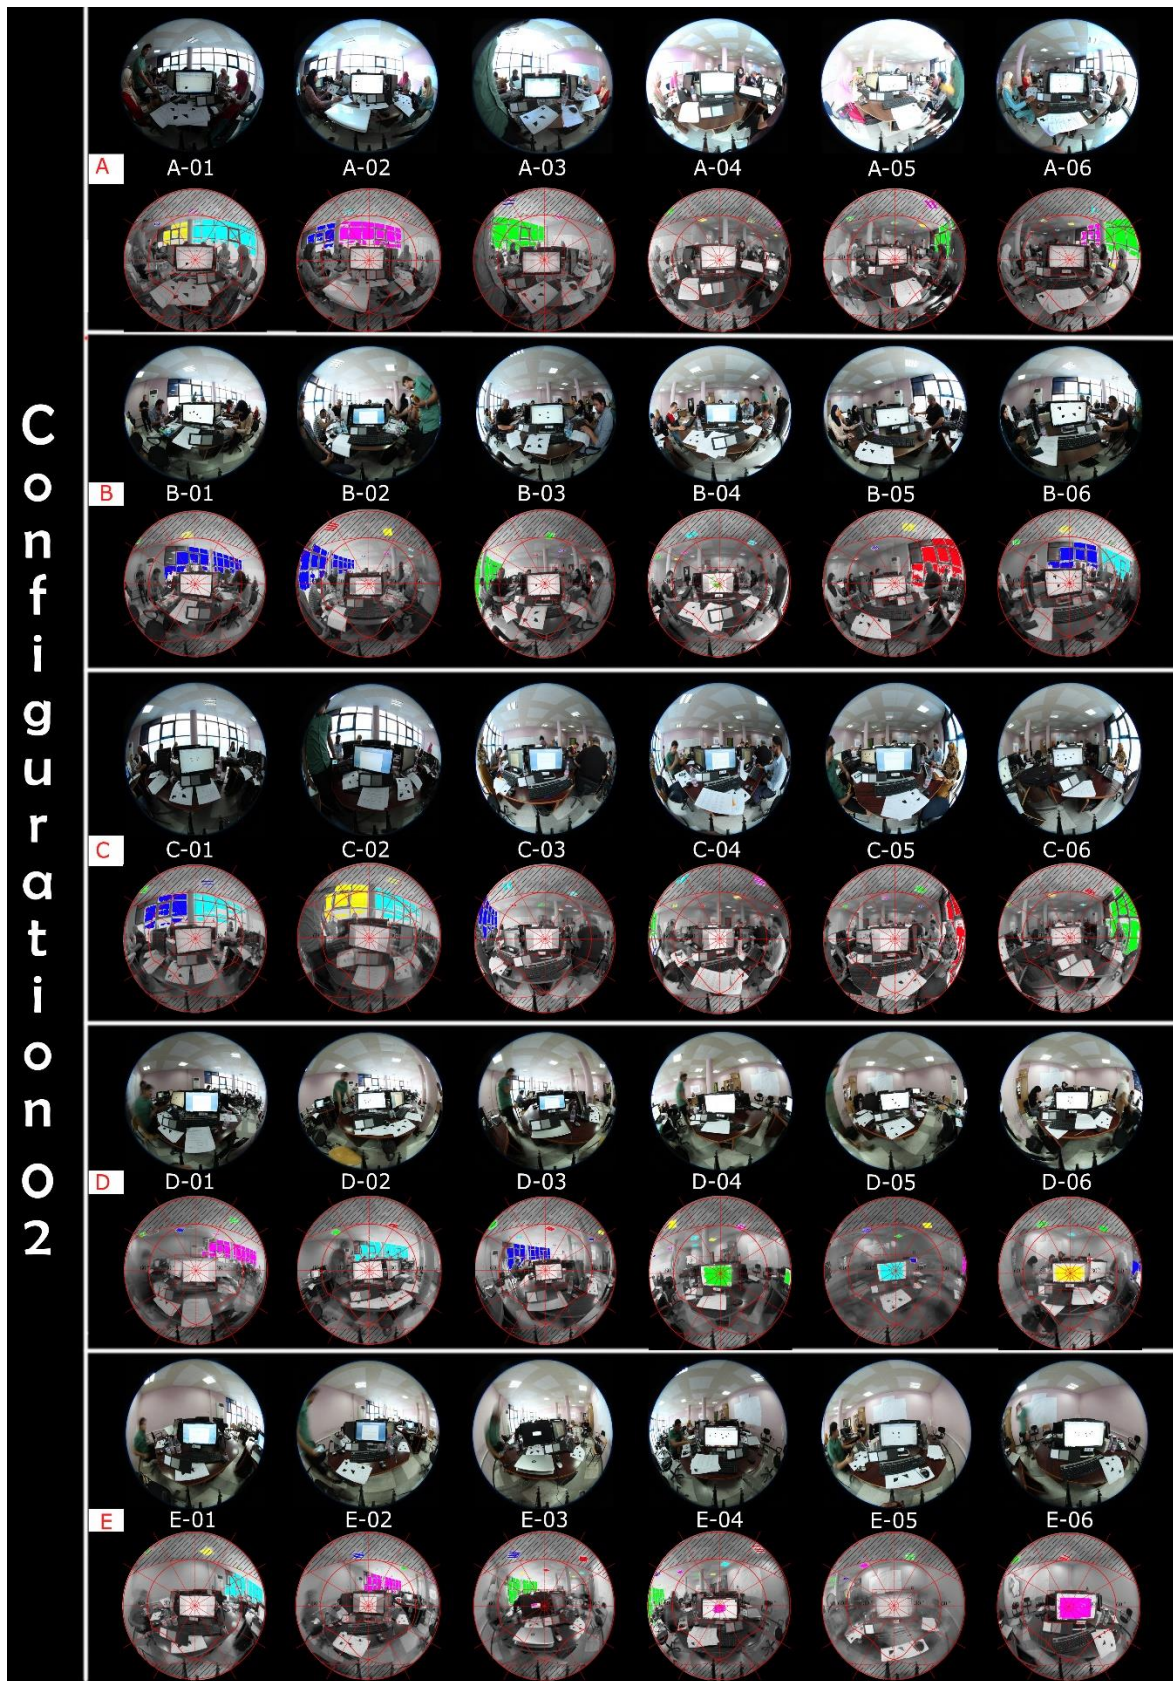 Configuration 02
A
A-01 A-02 A-03 A-04 A-05 A-06
B
B-01 B-02 B-03 B-04 B-05 B-06
C
C-01 C-02 C-03 C-04 C-05 C-06
D
D-01 D-02 D-03 D-04 D-05 D-06
E
E-01 E-02 E-03 E-04 E-05 E-06